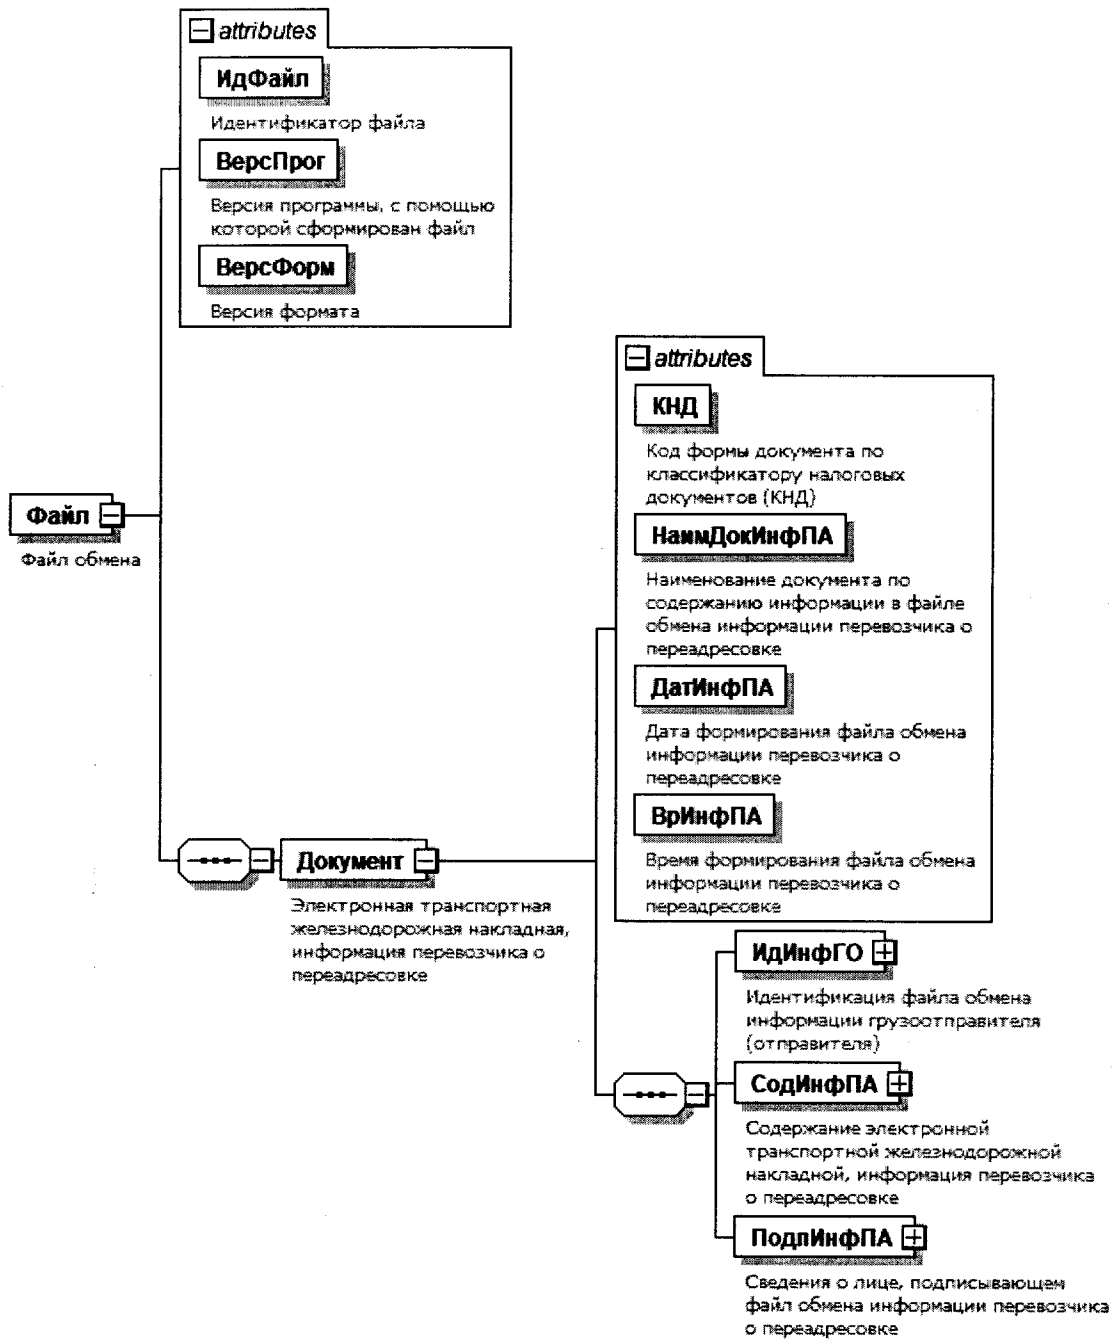 attributes
ИдФайл
Идентификатор файла
ВерсПрог
Версия программы, с помощью
которой сформирован файл
ВерсФорм
Версия формата
Файл
Файл обмена
attributes
КНД
Код формы документа по
классификатору налоговых
документов (КНД)
НаимДокИнфПА
Наименование документа по
содержанию информации в файле
обмена информации перевозчика о
переадресовке
ДатИнфПА
Дата формирования файла обмена
информации перевозчика о
переадресовке
ВрИнфПА
Время формирования файла обмена
информации перевозчика о
переадресовке
Документ
Электронная транспортная
железнодорожная накладная,
информация перевозчика о
переадресовке
ИдИнфГО
Идентификация файла обмена
информации грузоотправителя
(отправителя)
СодИнфПА
Содержание электронной
транспортной железнодорожной
накладной, информация перевозчика
о переадресовке
ПодпИнфПА
Сведения о лице, подписывающем
файл обмена информации перевозчика
о переадресовке